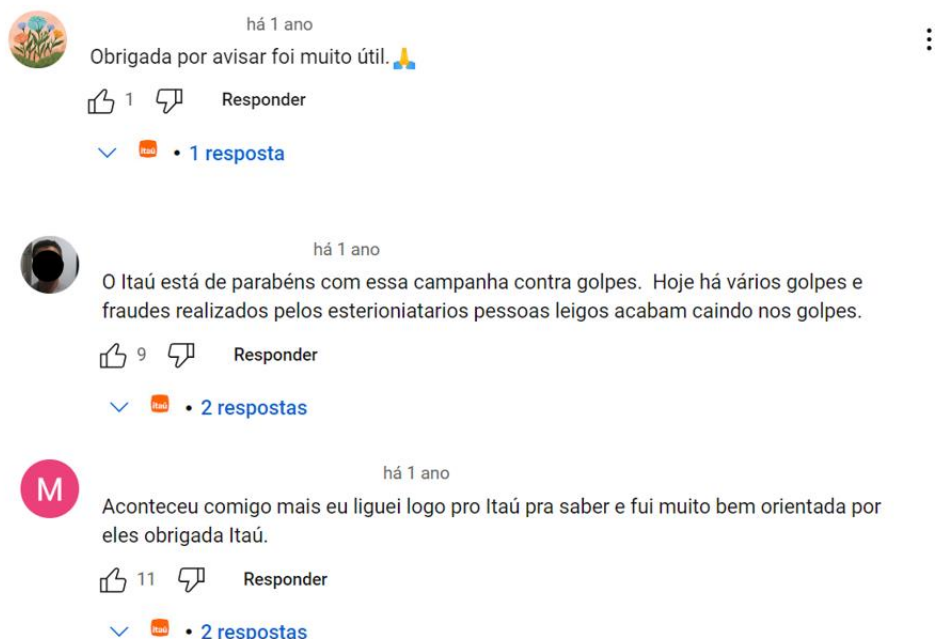 há 1 ano
Obrigada por avisar foi muito útil.🙏
1 Responder
itaú • 1 resposta
há 1 ano
O Itaú está de parabéns com essa campanha contra golpes. Hoje há vários golpes e
fraudes realizados pelos esterioniatarios pessoas leigos acabam caindo nos golpes.
9 Responder
itaú • 2 respostas
há 1 ano
M
Aconteceu comigo mais eu liguei logo pro Itaú pra saber e fui muito bem orientada por
eles obrigada Itaú.
11 Responder
itaú • 2 respostas